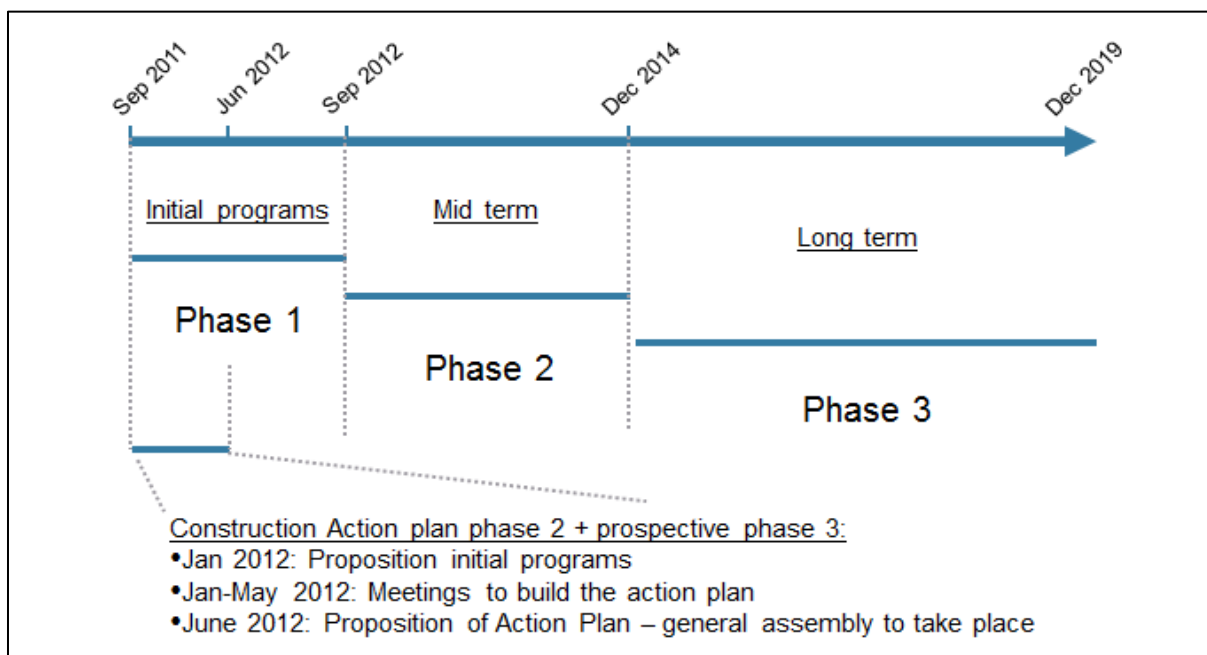 Sep 2011
Jun 2012
Sep 2012
Dec 2014
Dec 2019
Initial programs
Mid term
Long term
Phase 1
Phase 2
Phase 3
Construction Action plan phase 2 + prospective phase 3:
•Jan 2012: Proposition initial programs
•Jan-May 2012: Meetings to build the action plan
•June 2012: Proposition of Action Plan – general assembly to take place